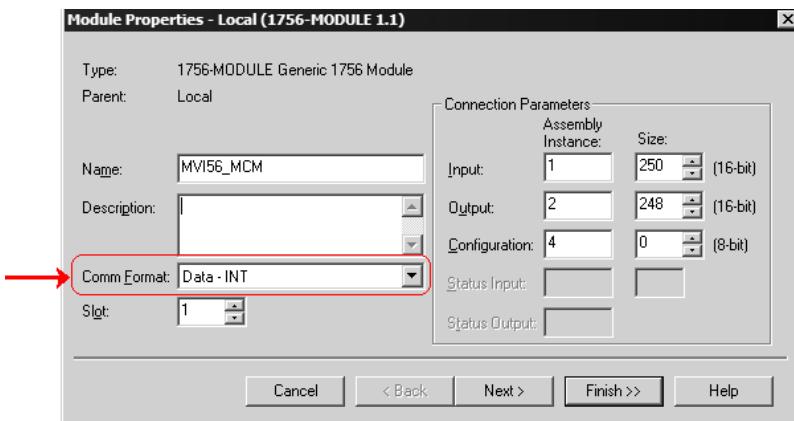 Module Properties - Local (1756-MODULE 1.1)
Type: 1756-MODULE Generic 1756 Module
Parent: Local
Name: MVI56_MCM
Description:
Comm Format: Data - INT
Slot: 1
Connection Parameters
Assembly
Instance: Size:
Input: 1 250 (16-bit)
Output: 2 248 (16-bit)
Configuration: 4 0 (8-bit)
Status Input:
Status Output:
Cancel < Back Next > Finish >> Help